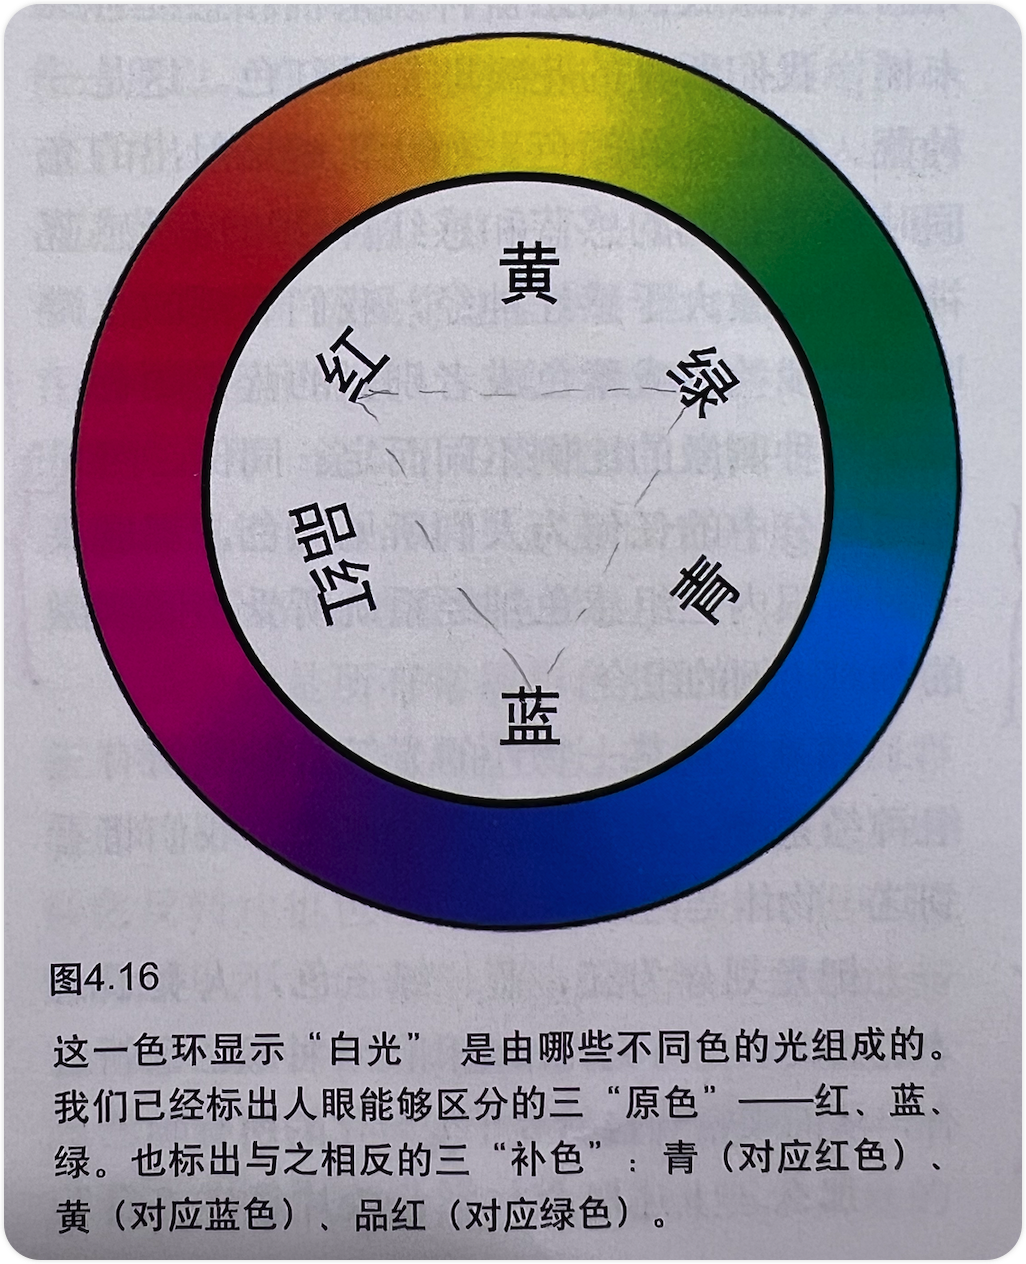 黄
红
绿
品红
青
蓝
图4.16
这一色环显示“白光” 是由哪些不同色的光组成的。
我们已经标出人眼能够区分的三“原色”——红、蓝、
绿。也标出与之相反的三“补色”：青（对应红色）、
黄（对应蓝色）、品红（对应绿色）。